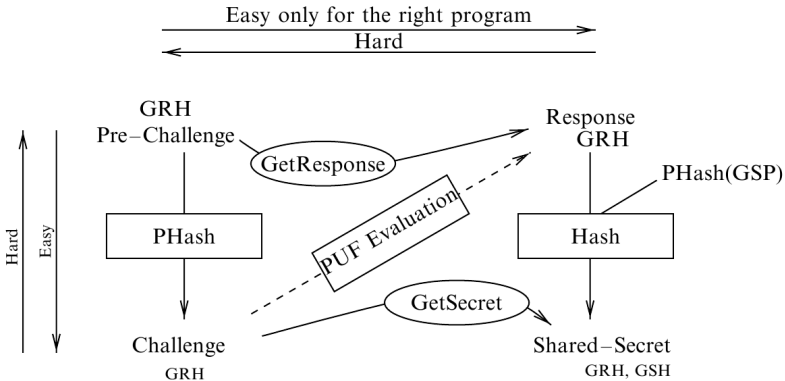 Easy only for the right program
Hard
GRH
Pre-Challenge
Response
GRH
GetResponse
PHash(GSP)
PUF Evaluation
PHash
Hash
Hard
Easy
GetSecret
Challenge
GRH
Shared-Secret
GRH, GSH